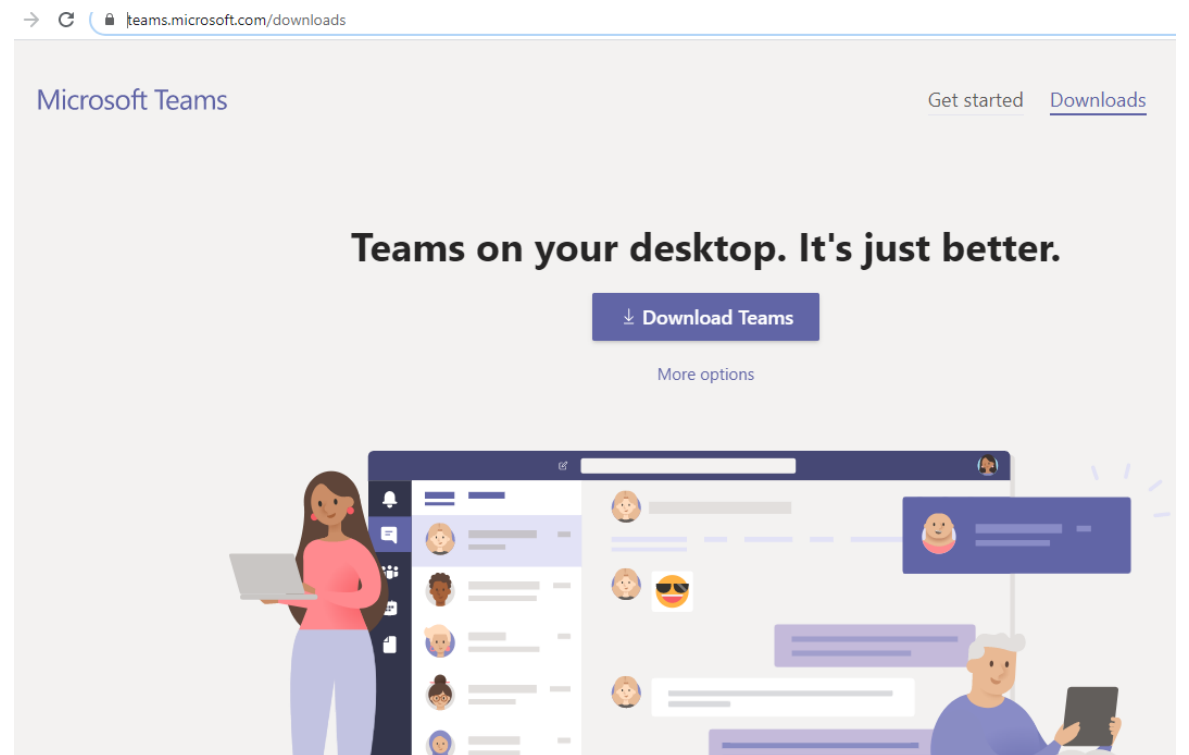 teams.microsoft.com/downloads
Microsoft Teams
Get started
Downloads
Teams on your desktop. It's just better.
Download Teams
More options